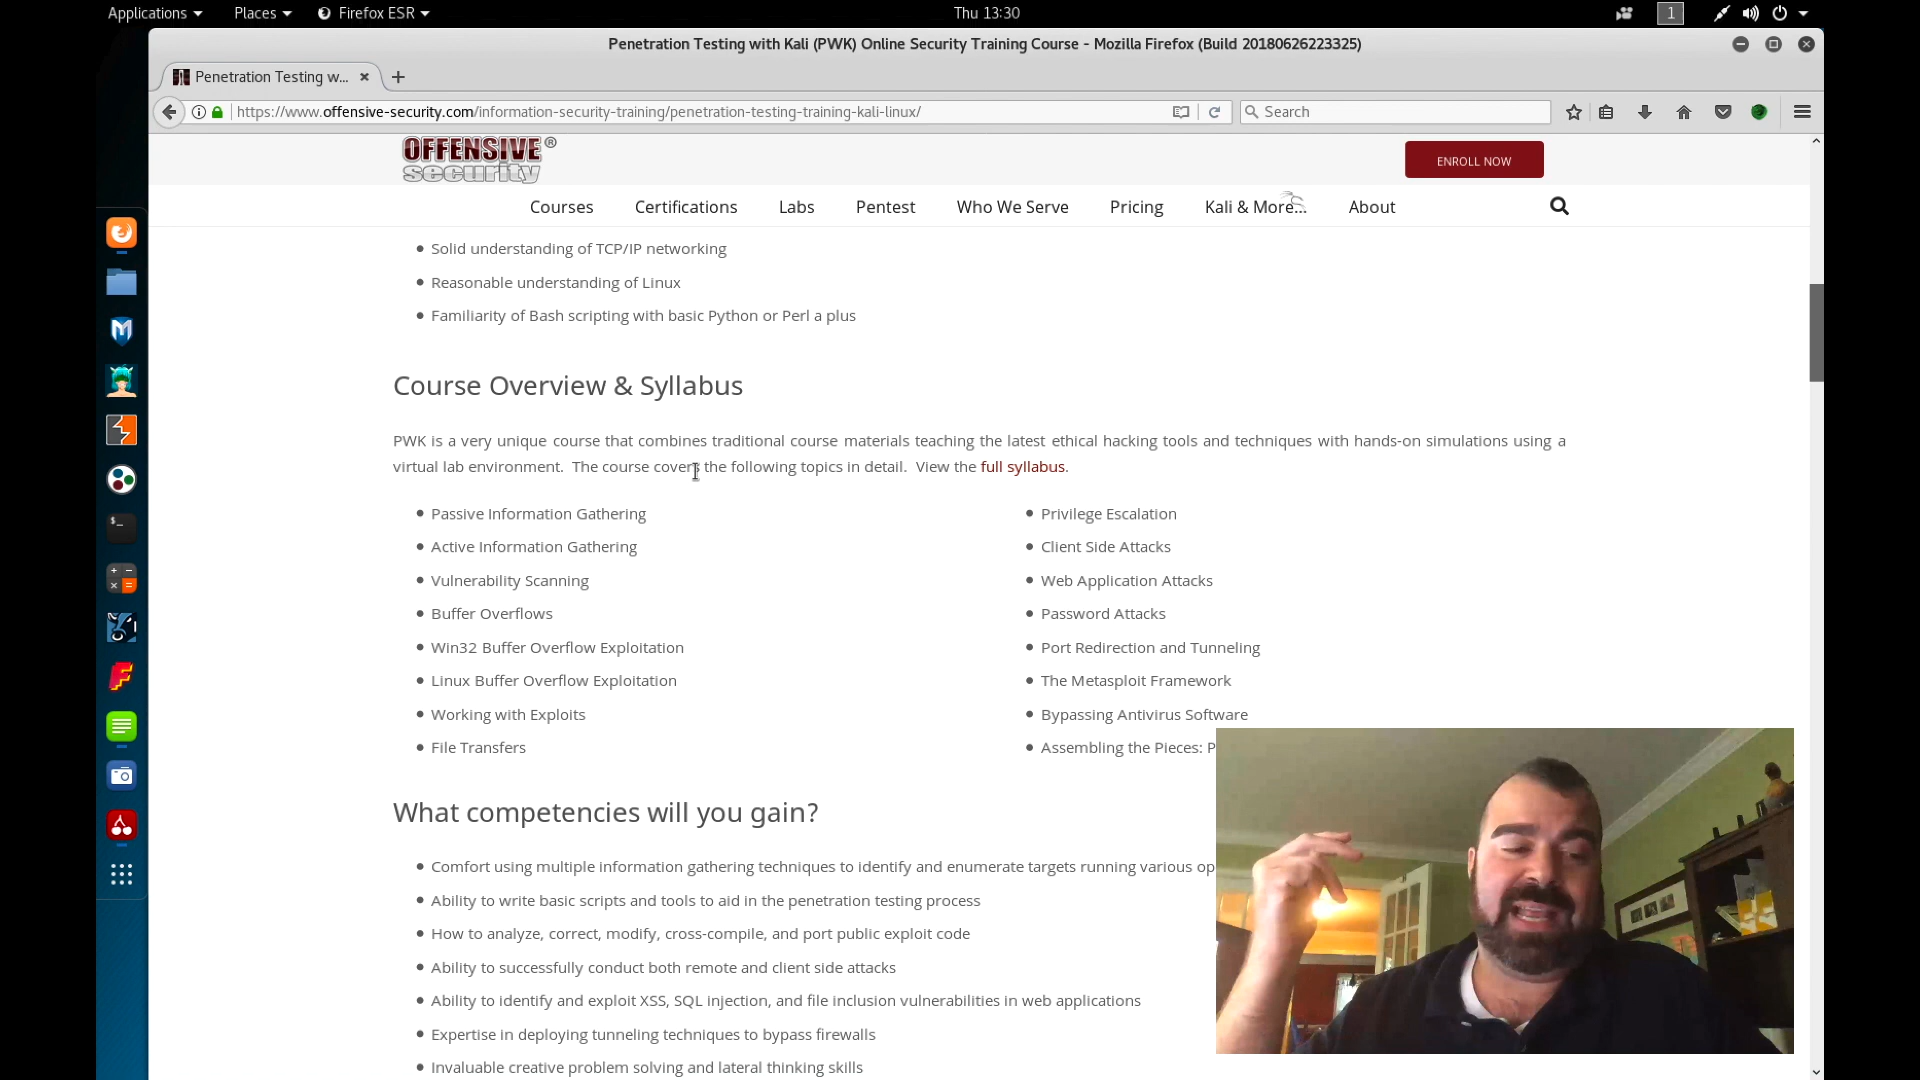 Applications Places Firefox ESR Thu 13:30 1
Penetration Testing with Kali (PWK) Online Security Training Course - Mozilla Firefox (Build 20180626223325)
Penetration Testing w...
https://www.offensive-security.com/information-security-training/penetration-testing-training-kali-linux/ Search
OFFENSIVE ®
security
ENROLL NOW
Courses Certifications Labs Pentest Who We Serve Pricing Kali & More... About
Solid understanding of TCP/IP networking
Reasonable understanding of Linux
Familiarity of Bash scripting with basic Python or Perl a plus
Course Overview & Syllabus
PWK is a very unique course that combines traditional course materials teaching the latest ethical hacking tools and techniques with hands-on simulations using a
virtual lab environment. The course covers the following topics in detail. View the full syllabus.
Passive Information Gathering
Active Information Gathering
Vulnerability Scanning
Buffer Overflows
Win32 Buffer Overflow Exploitation
Linux Buffer Overflow Exploitation
Working with Exploits
File Transfers
Privilege Escalation
Client Side Attacks
Web Application Attacks
Password Attacks
Port Redirection and Tunneling
The Metasploit Framework
Bypassing Antivirus Software
Assembling the Pieces: P
What competencies will you gain?
Comfort using multiple information gathering techniques to identify and enumerate targets running various op
Ability to write basic scripts and tools to aid in the penetration testing process
How to analyze, correct, modify, cross-compile, and port public exploit code
Ability to successfully conduct both remote and client side attacks
Ability to identify and exploit XSS, SQL injection, and file inclusion vulnerabilities in web applications
Expertise in deploying tunneling techniques to bypass firewalls
Invaluable creative problem solving and lateral thinking skills